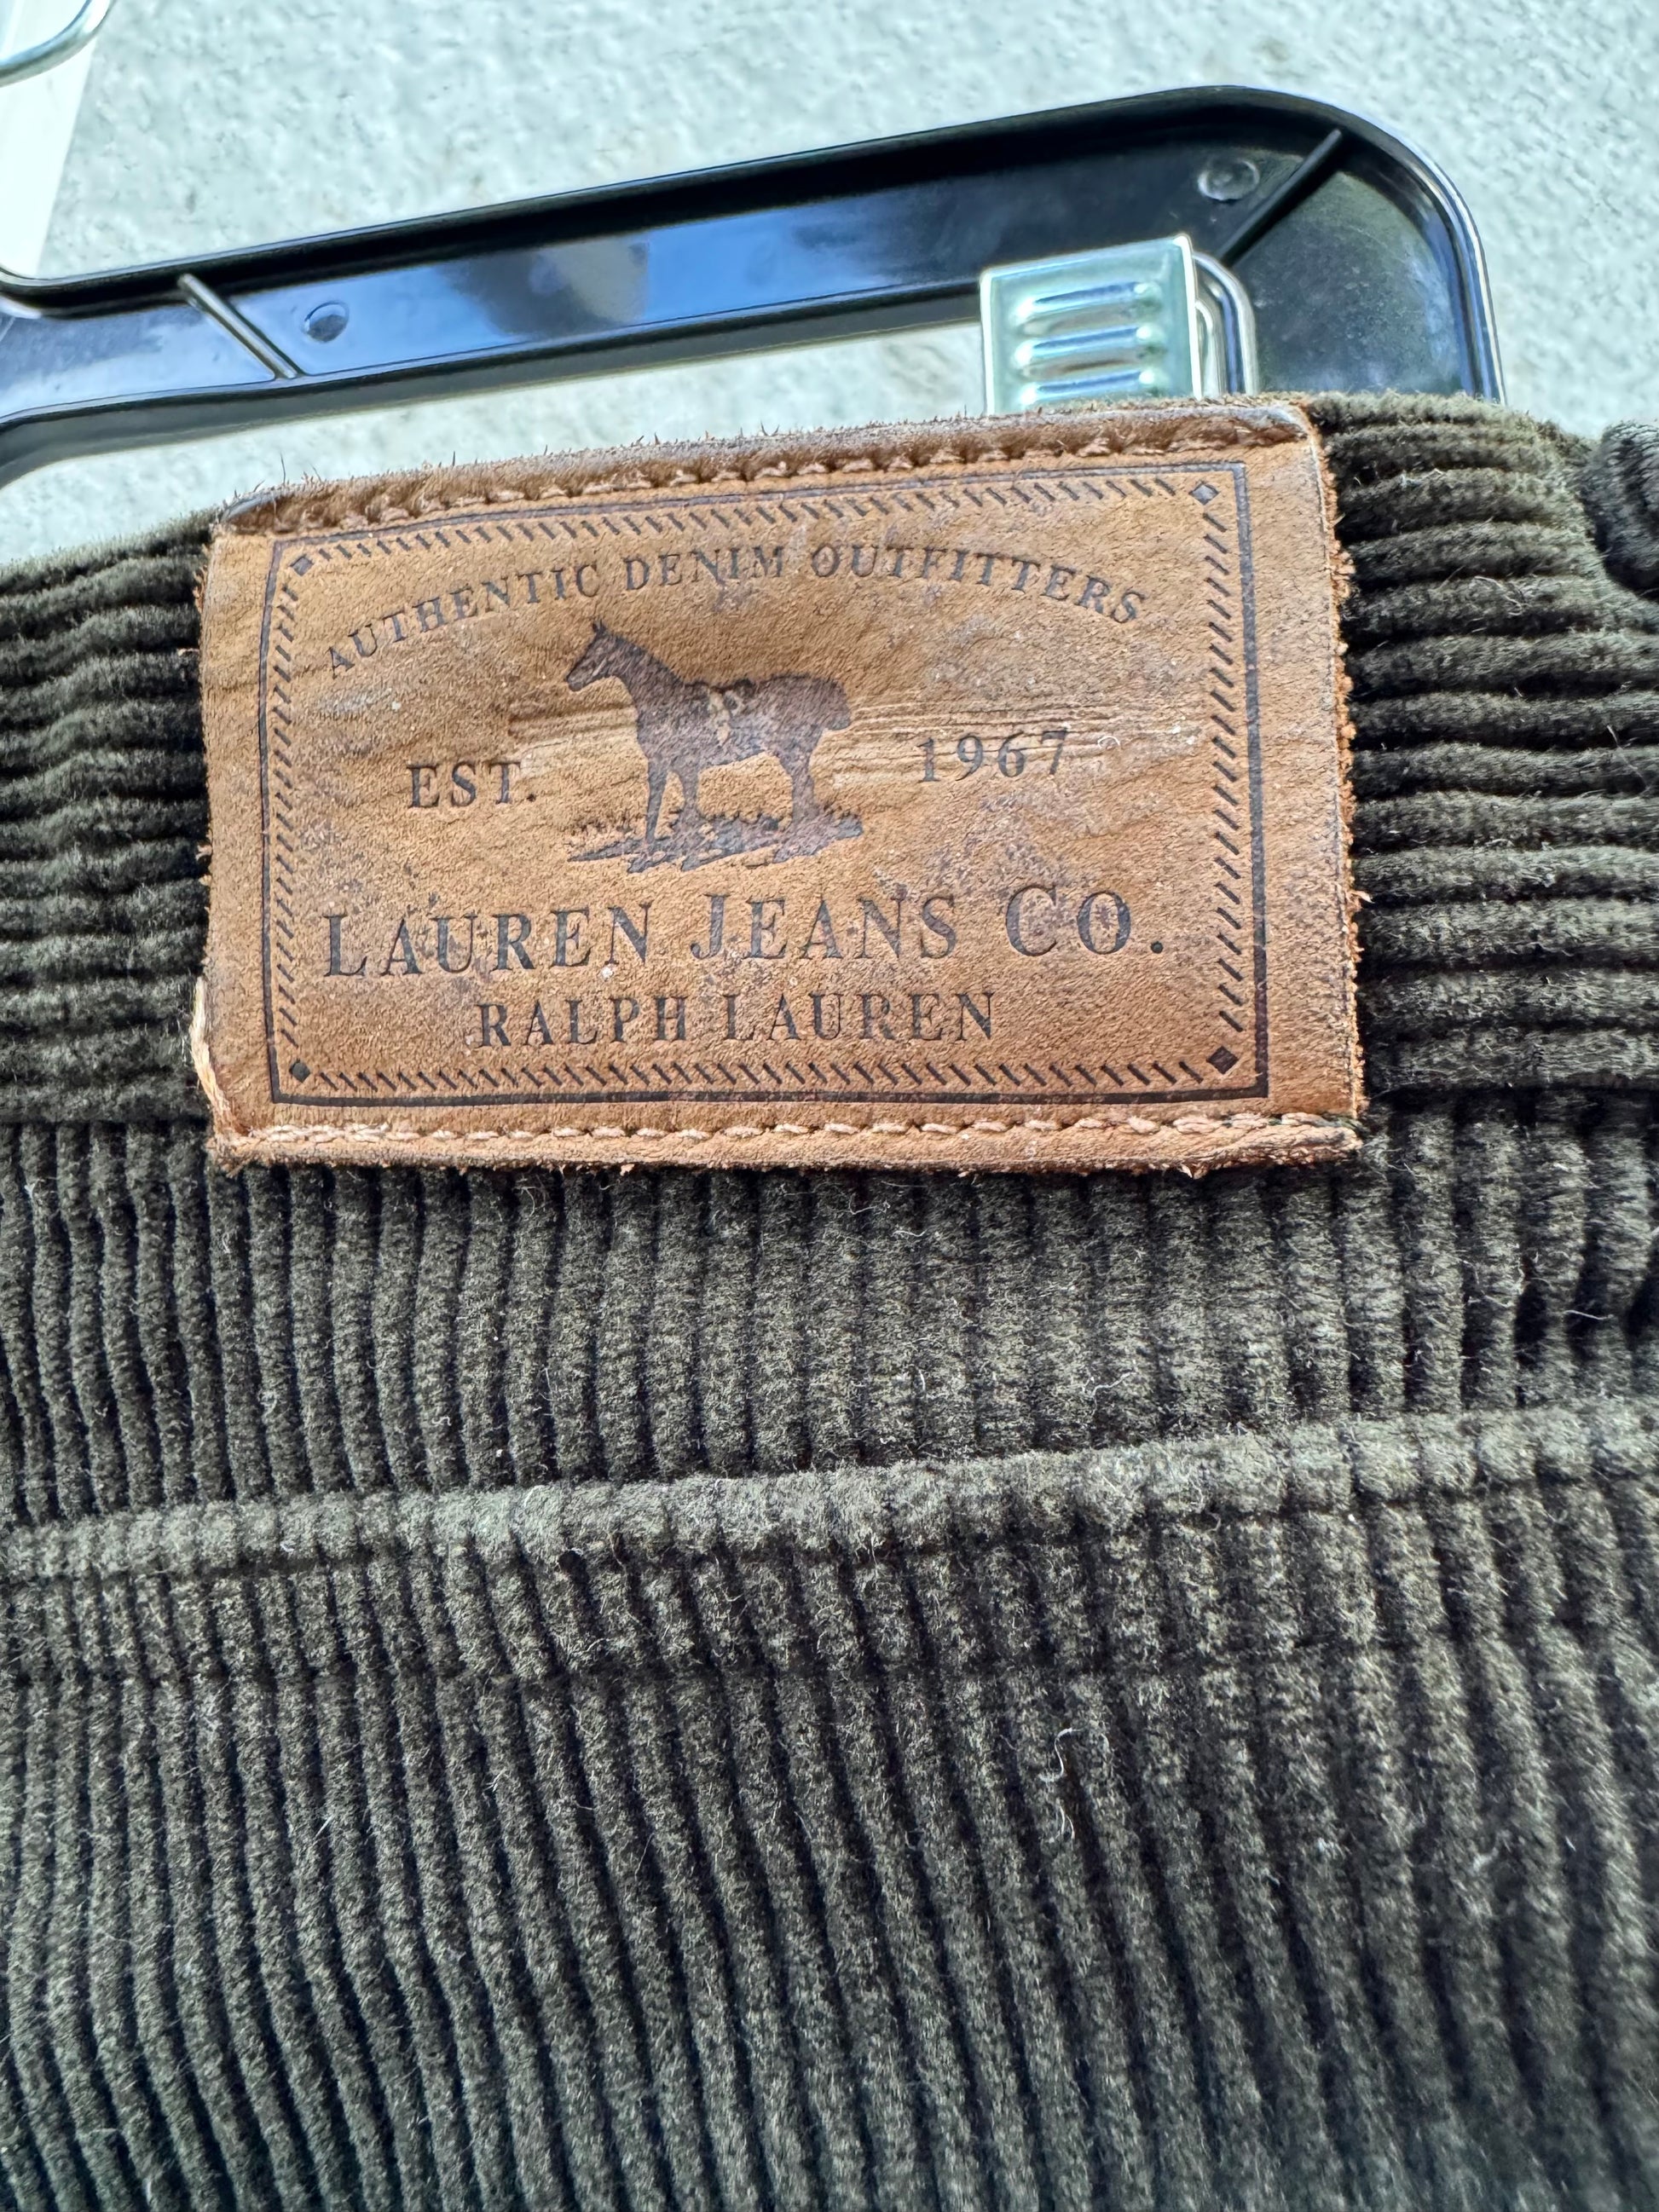 AUTHENTIC DENIM OUTFITTERS
EST. 1967
LAUREN JEANS CO.
RALPH LAUREN